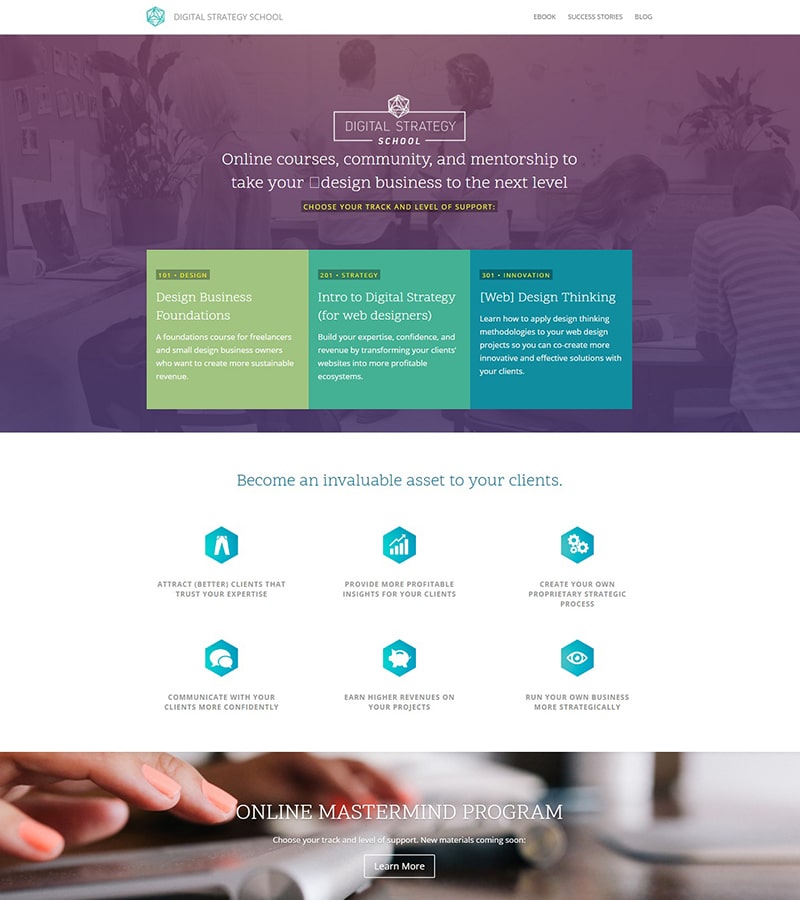 DIGITAL STRATEGY SCHOOL
EBOOK
SUCCESS STORIES
BLOG
DIGITAL STRATEGY
SCHOOL
Online courses, community, and mentorship to
take your □design business to the next level
CHOOSE YOUR TRACK AND LEVEL OF SUPPORT:
101 • DESIGN
Design Business
Foundations
A foundations course for freelancers
and small design business owners
who want to create more sustainable
revenue.
201 • STRATEGY
Intro to Digital Strategy
(for web designers)
Build your expertise, confidence, and
revenue by transforming your clients'
websites into more profitable
ecosystems.
301 • INNOVATION
[Web] Design Thinking
Learn how to apply design thinking
methodologies to your web design
projects so you can co-create more
innovative and effective solutions with
your clients.
Become an invaluable asset to your clients.
ATTRACT (BETTER) CLIENTS THAT
TRUST YOUR EXPERTISE
PROVIDE MORE PROFITABLE
INSIGHTS FOR YOUR CLIENTS
CREATE YOUR OWN
PROPRIETARY STRATEGIC
PROCESS
COMMUNICATE WITH YOUR
CLIENTS MORE CONFIDENTLY
EARN HIGHER REVENUES ON
YOUR PROJECTS
RUN YOUR OWN BUSINESS
MORE STRATEGICALLY
ONLINE MASTERMIND PROGRAM
Choose your track and level of support. New materials coming soon:
Learn More